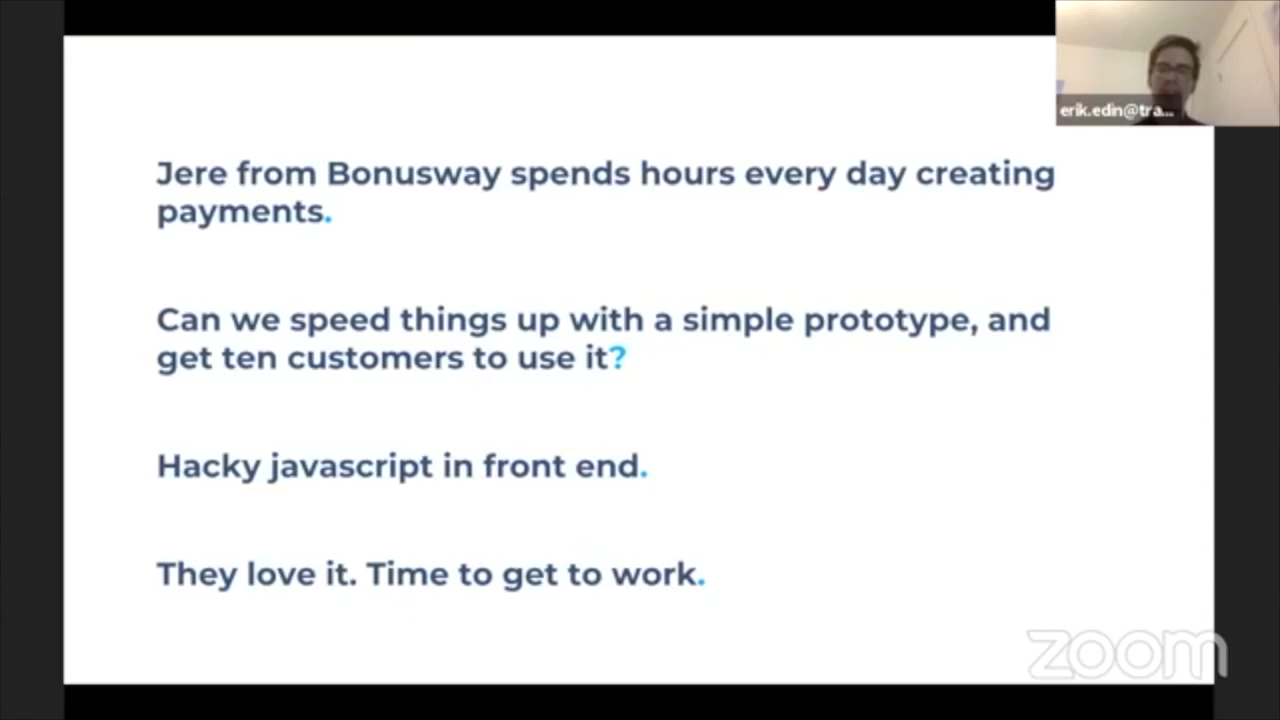 erik.edin@tra...
Jere from Bonusway spends hours every day creating
payments.
Can we speed things up with a simple prototype, and
get ten customers to use it?
Hacky javascript in front end.
They love it. Time to get to work.
zoom